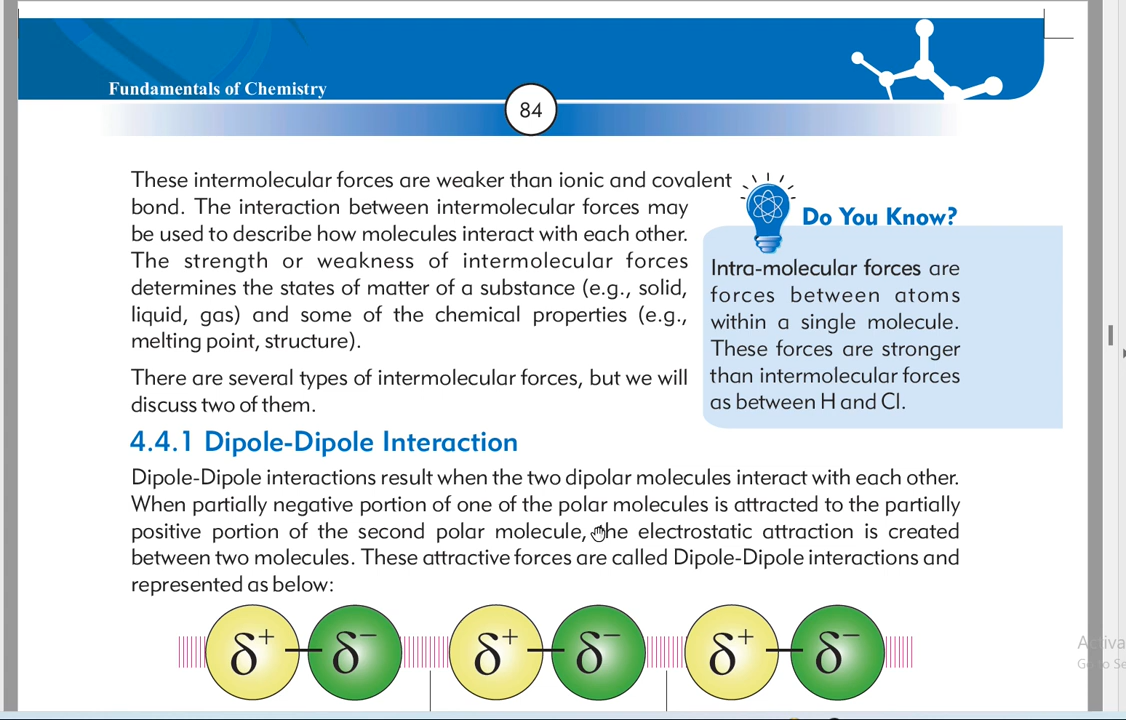 Fundamentals of Chemistry
84
These intermolecular forces are weaker than ionic and covalent
bond. The interaction between intermolecular forces may
be used to describe how molecules interact with each other.
The strength or weakness of intermolecular forces
determines the states of matter of a substance (e.g., solid,
liquid, gas) and some of the chemical properties (e.g.,
melting point, structure).
There are several types of intermolecular forces, but we will
discuss two of them.
Do You Know?
Intra-molecular forces are
forces between atoms
within a single molecule.
These forces are stronger
than intermolecular forces
as between H and Cl.
4.4.1 Dipole-Dipole Interaction
Dipole-Dipole interactions result when the two dipolar molecules interact with each other.
When partially negative portion of one of the polar molecules is attracted to the partially
positive portion of the second polar molecule, the electrostatic attraction is created
between two molecules. These attractive forces are called Dipole-Dipole interactions and
represented as below:
δ⁺ δ⁻ δ⁺ δ⁻ δ⁺ δ⁻